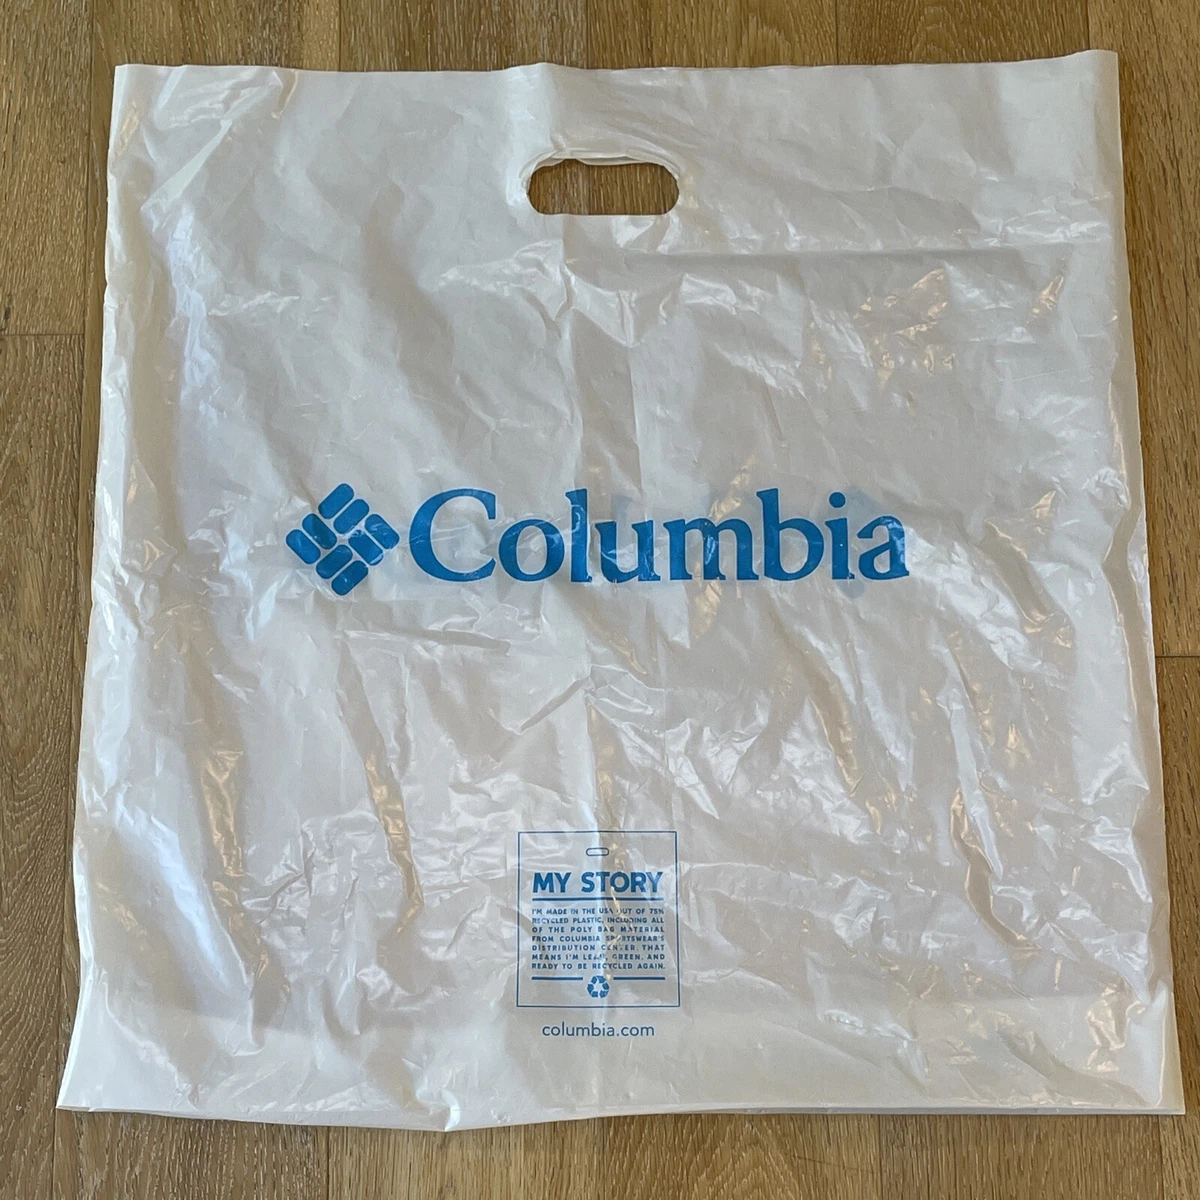 Columbia
MY STORY
I'M MADE IN THE USA OUT OF 75%
RECYCLED PLASTIC, INCLUDING ALL
OF THE POLY BAG MATERIAL
FROM COLUMBIA SPORTSWEAR'S
DISTRIBUTION CENTER. THAT
MEANS I'M LEAN, GREEN, AND
READY TO BE RECYCLED AGAIN.
columbia.com